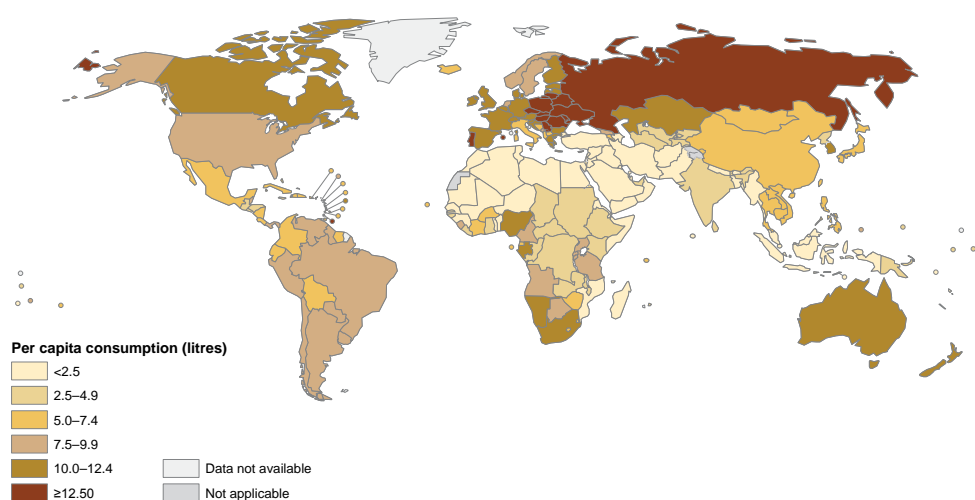 Per capita consumption (litres)
<2.5
2.5–4.9
5.0–7.4
7.5–9.9
10.0–12.4
≥12.50
Data not available
Not applicable